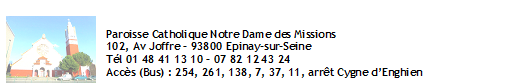 Paroisse Catholique Notre Dame des Missions
102, Av Joffre - 93800 Epinay-sur-Seine
Tél 01 48 41 13 10 - 07 82 12 43 24
Accès (Bus) : 254, 261, 138, 7, 37, 11, arrêt Cygne d'Enghien